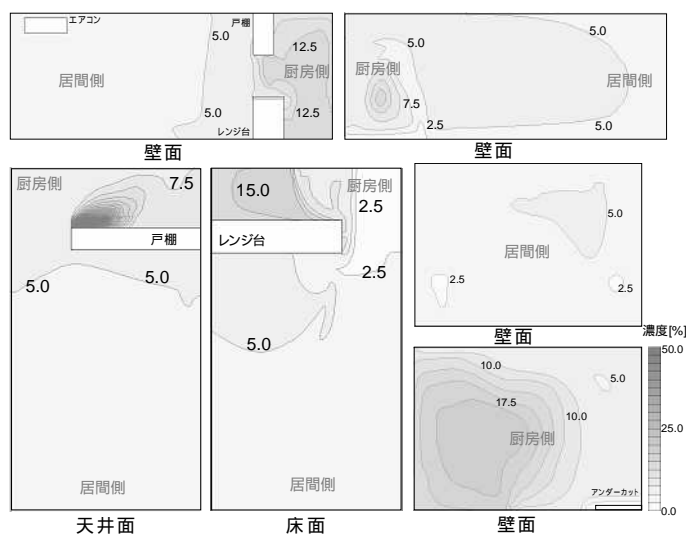 エアコン
戸棚
5.0
12.5
厨房側
居間側
5.0
12.5
レンジ台
壁面
5.0
5.0
厨房側
居間側
7.5
2.5
5.0
壁面
厨房側
7.5
戸棚
5.0
5.0
居間側
天井面
15.0
厨房側
2.5
レンジ台
2.5
5.0
居間側
床面
5.0
居間側
2.5
2.5
壁面
濃度[%]
50.0
25.0
0.0
10.0
5.0
17.5
10.0
厨房側
アンダーカット
壁面